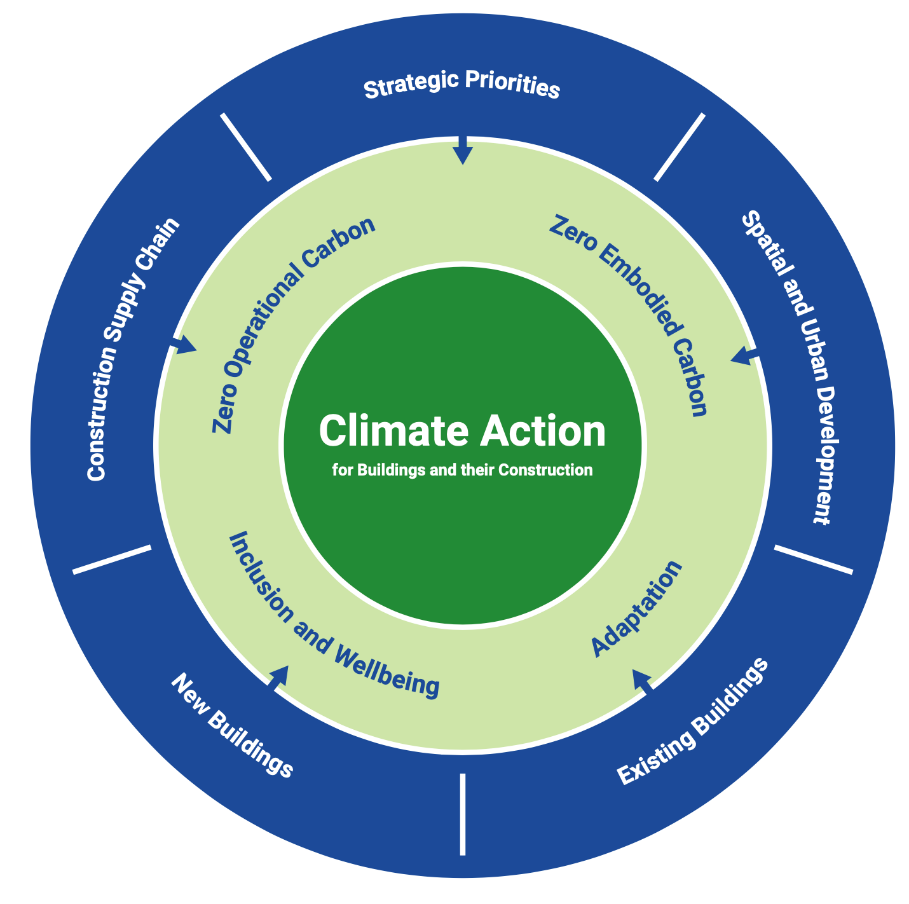 Strategic Priorities
Spatial and Urban Development
Existing Buildings
New Buildings
Construction Supply Chain
Zero Operational Carbon
Zero Embodied Carbon
Adaptation
Inclusion and Wellbeing
Climate Action
for Buildings and their Construction